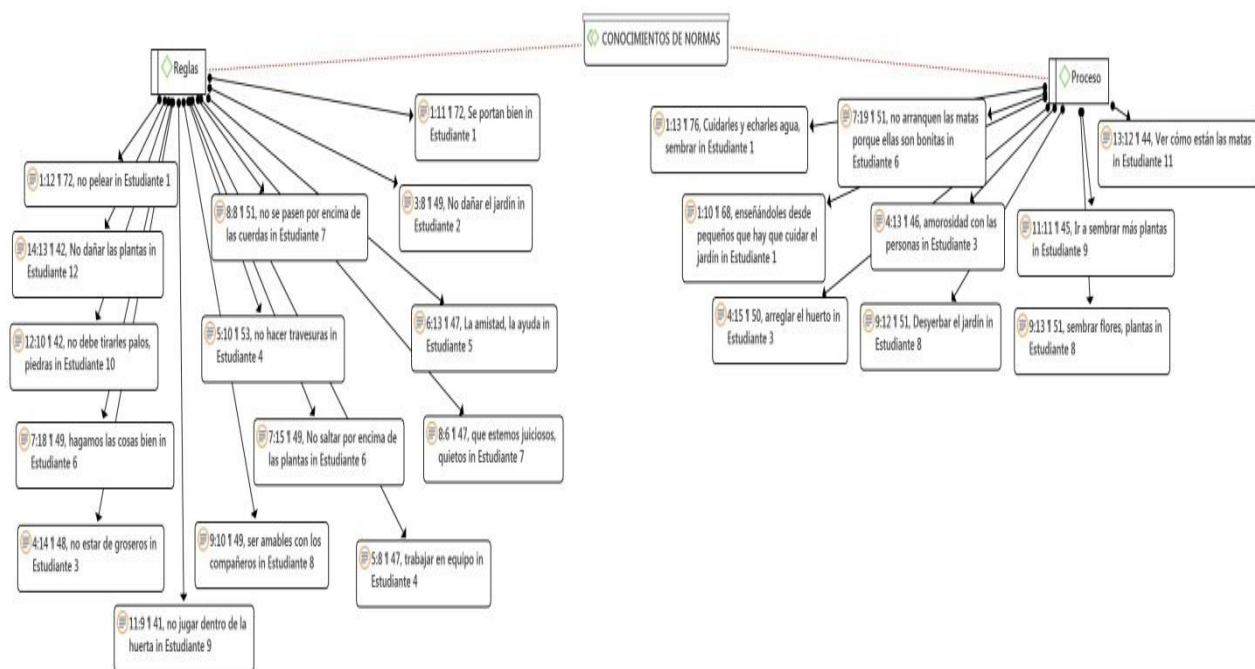 CONOCIMIENTOS DE NORMAS
Reglas
1:11 ¶ 72, Se portan bien in
Estudiante 1
1:12 ¶ 72, no pelear in Estudiante 1
8:8 ¶ 51, no se pasen por encima de
las cuerdas in Estudiante 7
3:8 ¶ 49, No dañar el jardín in
Estudiante 2
14:13 ¶ 42, No dañar las plantas in
Estudiante 12
12:10 ¶ 42, no debe tirarles palos,
piedras in Estudiante 10
5:10 ¶ 53, no hacer travesuras in
Estudiante 4
6:13 ¶ 47, La amistad, la ayuda in
Estudiante 5
7:18 ¶ 49, hagamos las cosas bien in
Estudiante 6
7:15 ¶ 49, No saltar por encima de
las plantas in Estudiante 6
8:6 ¶ 47, que estemos juiciosos,
quietos in Estudiante 7
4:14 ¶ 48, no estar de groseros in
Estudiante 3
9:10 ¶ 49, ser amables con los
compañeros in Estudiante 8
5:8 ¶ 47, trabajar en equipo in
Estudiante 4
11:9 ¶ 41, no jugar dentro de la
huerta in Estudiante 9
Proceso
1:13 ¶ 76, Cuidarles y echarles agua,
sembrar in Estudiante 1
7:19 ¶ 51, no arranquen las matas
porque ellas son bonitas in
Estudiante 6
13:12 ¶ 44, Ver cómo están las matas
in Estudiante 11
1:10 ¶ 68, enseñándoles desde
pequeños que hay que cuidar el
jardín in Estudiante 1
4:13 ¶ 46, amorosidad con las
personas in Estudiante 3
11:11 ¶ 45, Ir a sembrar más plantas
in Estudiante 9
4:15 ¶ 50, arreglar el huerto in
Estudiante 3
9:12 ¶ 51, Desyerbar el jardín in
Estudiante 8
9:13 ¶ 51, sembrar flores, plantas in
Estudiante 8